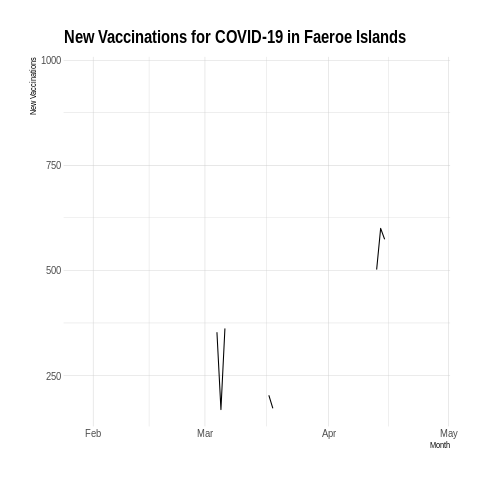 New Vaccinations for COVID-19 in Faeroe Islands
New Vaccinations
1000
750
500
250
Feb Mar Apr May
Month